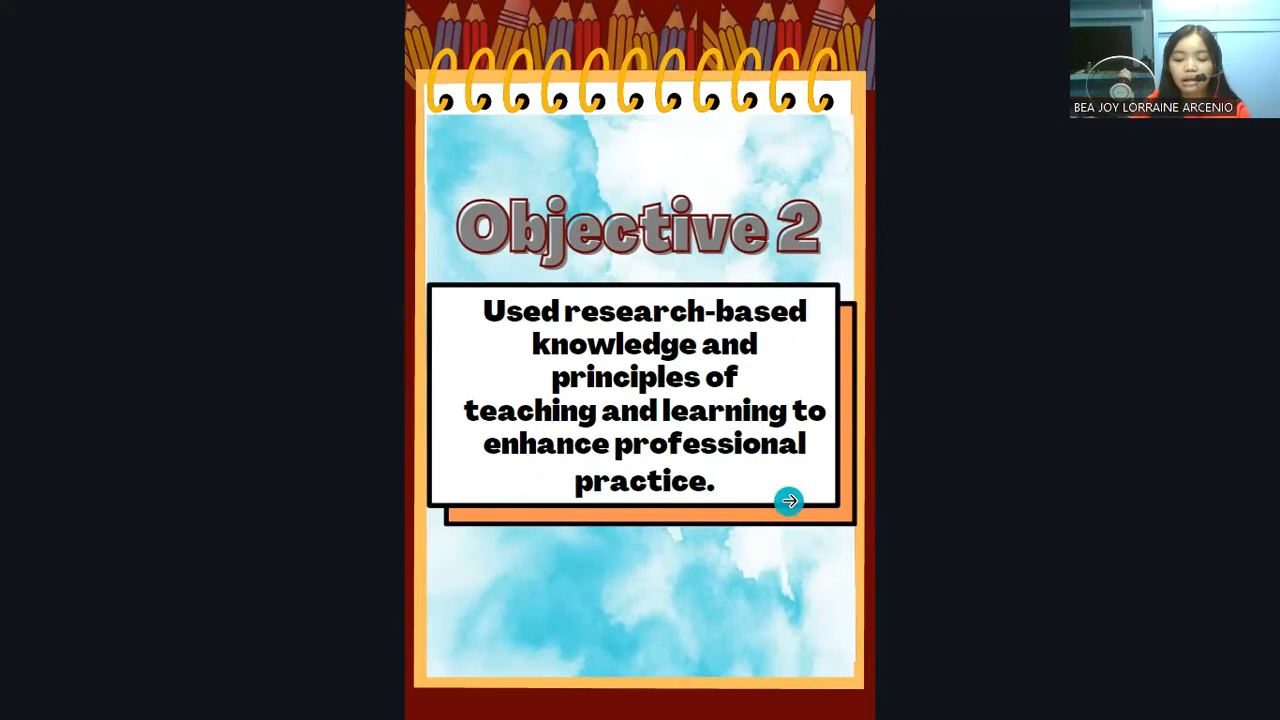 Objective 2
Used research-based
knowledge and
principles of
teaching and learning to
enhance professional
practice.
BEA JOY LORRAINE ARCENIO